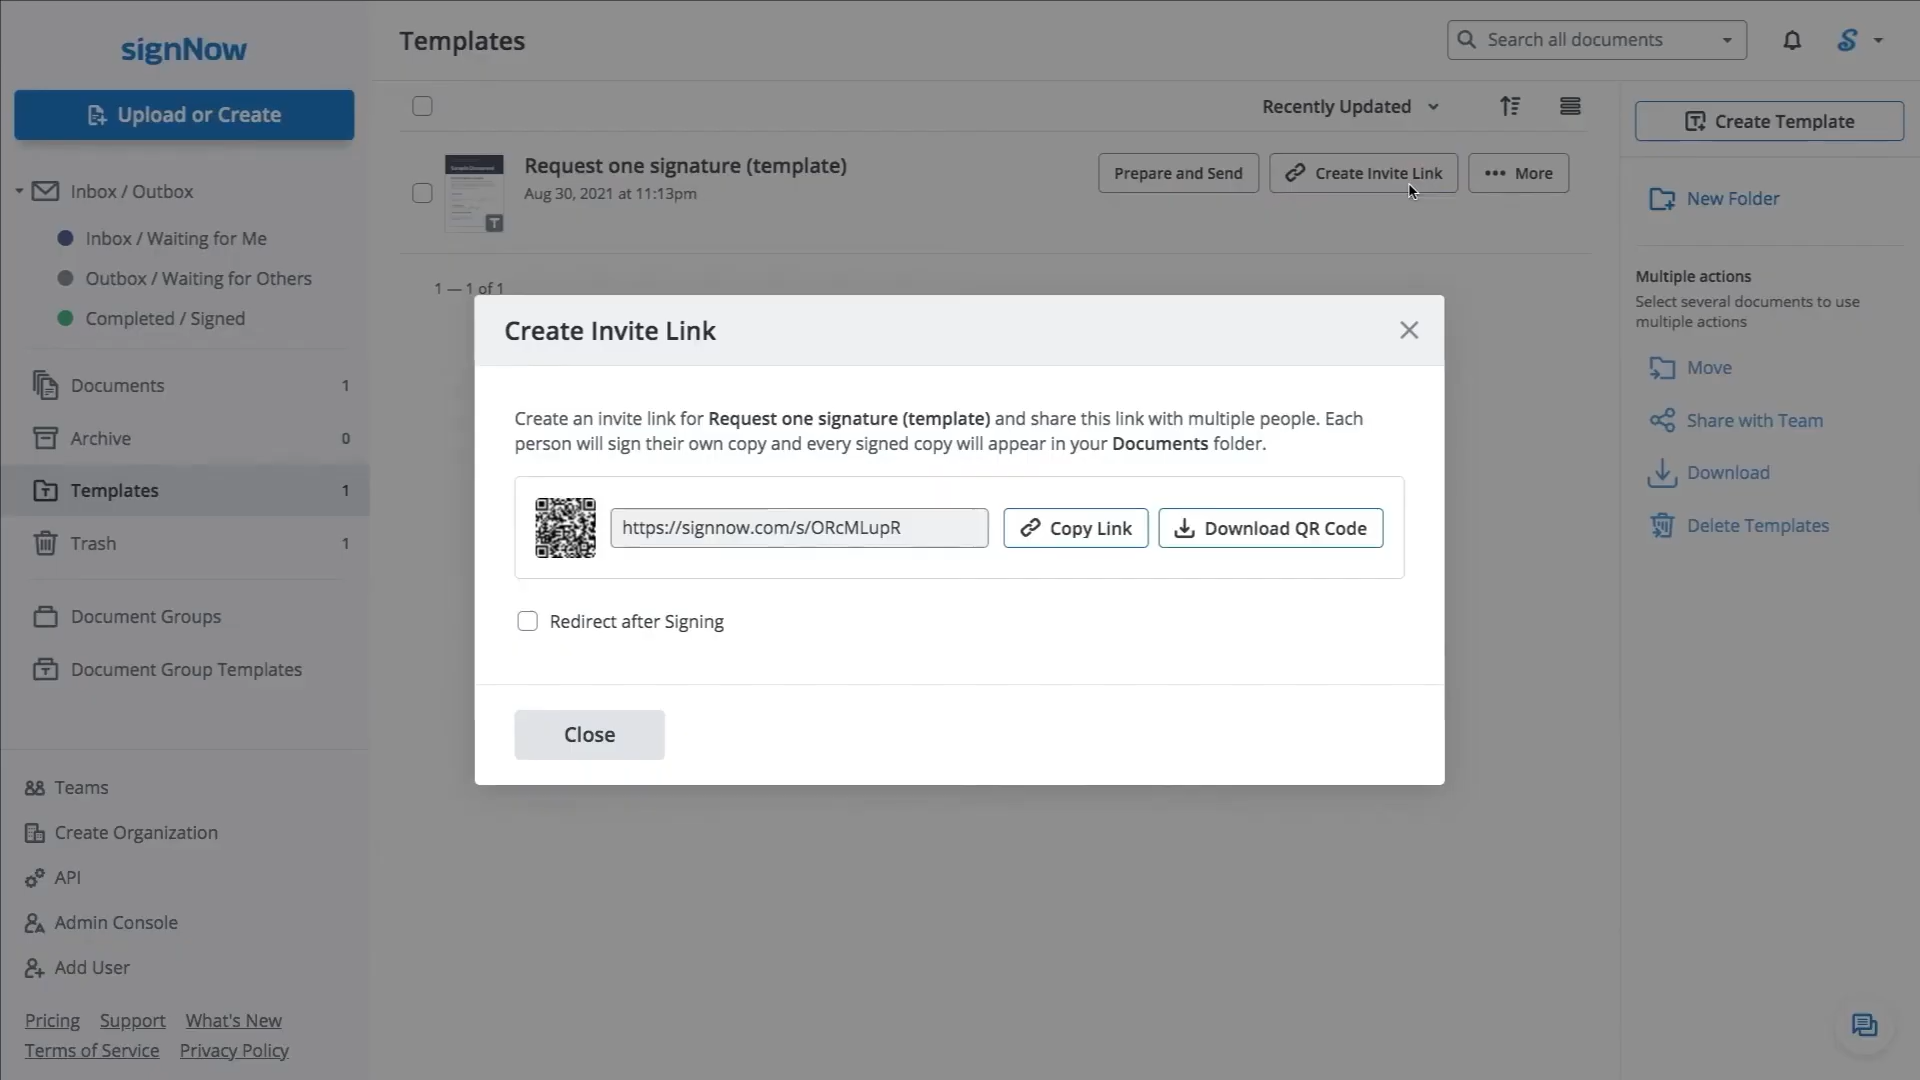 signNow
Upload or Create
Inbox / Outbox
Inbox / Waiting for Me
Outbox / Waiting for Others
Completed / Signed
Documents 1
Archive 0
Templates 1
Trash 1
Document Groups
Document Group Templates
Teams
Create Organization
API
Admin Console
Add User
Pricing Support What's New
Terms of Service Privacy Policy
Templates
Search all documents
Recently Updated
Request one signature (template)
Aug 30, 2021 at 11:13pm
Prepare and Send
Create Invite Link
More
1 — 1 of 1
Create Invite Link
Create an invite link for Request one signature (template) and share this link with multiple people. Each
person will sign their own copy and every signed copy will appear in your Documents folder.
https://signnow.com/s/ORcMLupR
Copy Link
Download QR Code
Redirect after Signing
Close
Create Template
New Folder
Multiple actions
Select several documents to use
multiple actions
Move
Share with Team
Download
Delete Templates